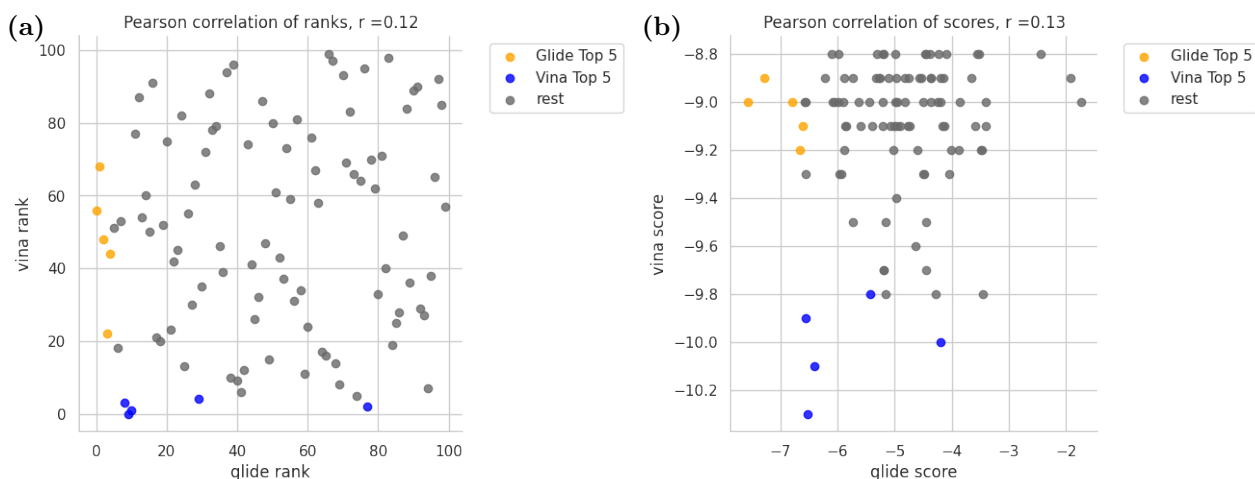 (a)
Pearson correlation of ranks, r =0.12
100
80
60
40
20
0
vina rank
0 20 40 60 80 100
glide rank
Glide Top 5
Vina Top 5
rest
(b)
Pearson correlation of scores, r =0.13
−8.8
−9.0
−9.2
−9.4
−9.6
−9.8
−10.0
−10.2
vina score
−7 −6 −5 −4 −3 −2
glide score
Glide Top 5
Vina Top 5
rest